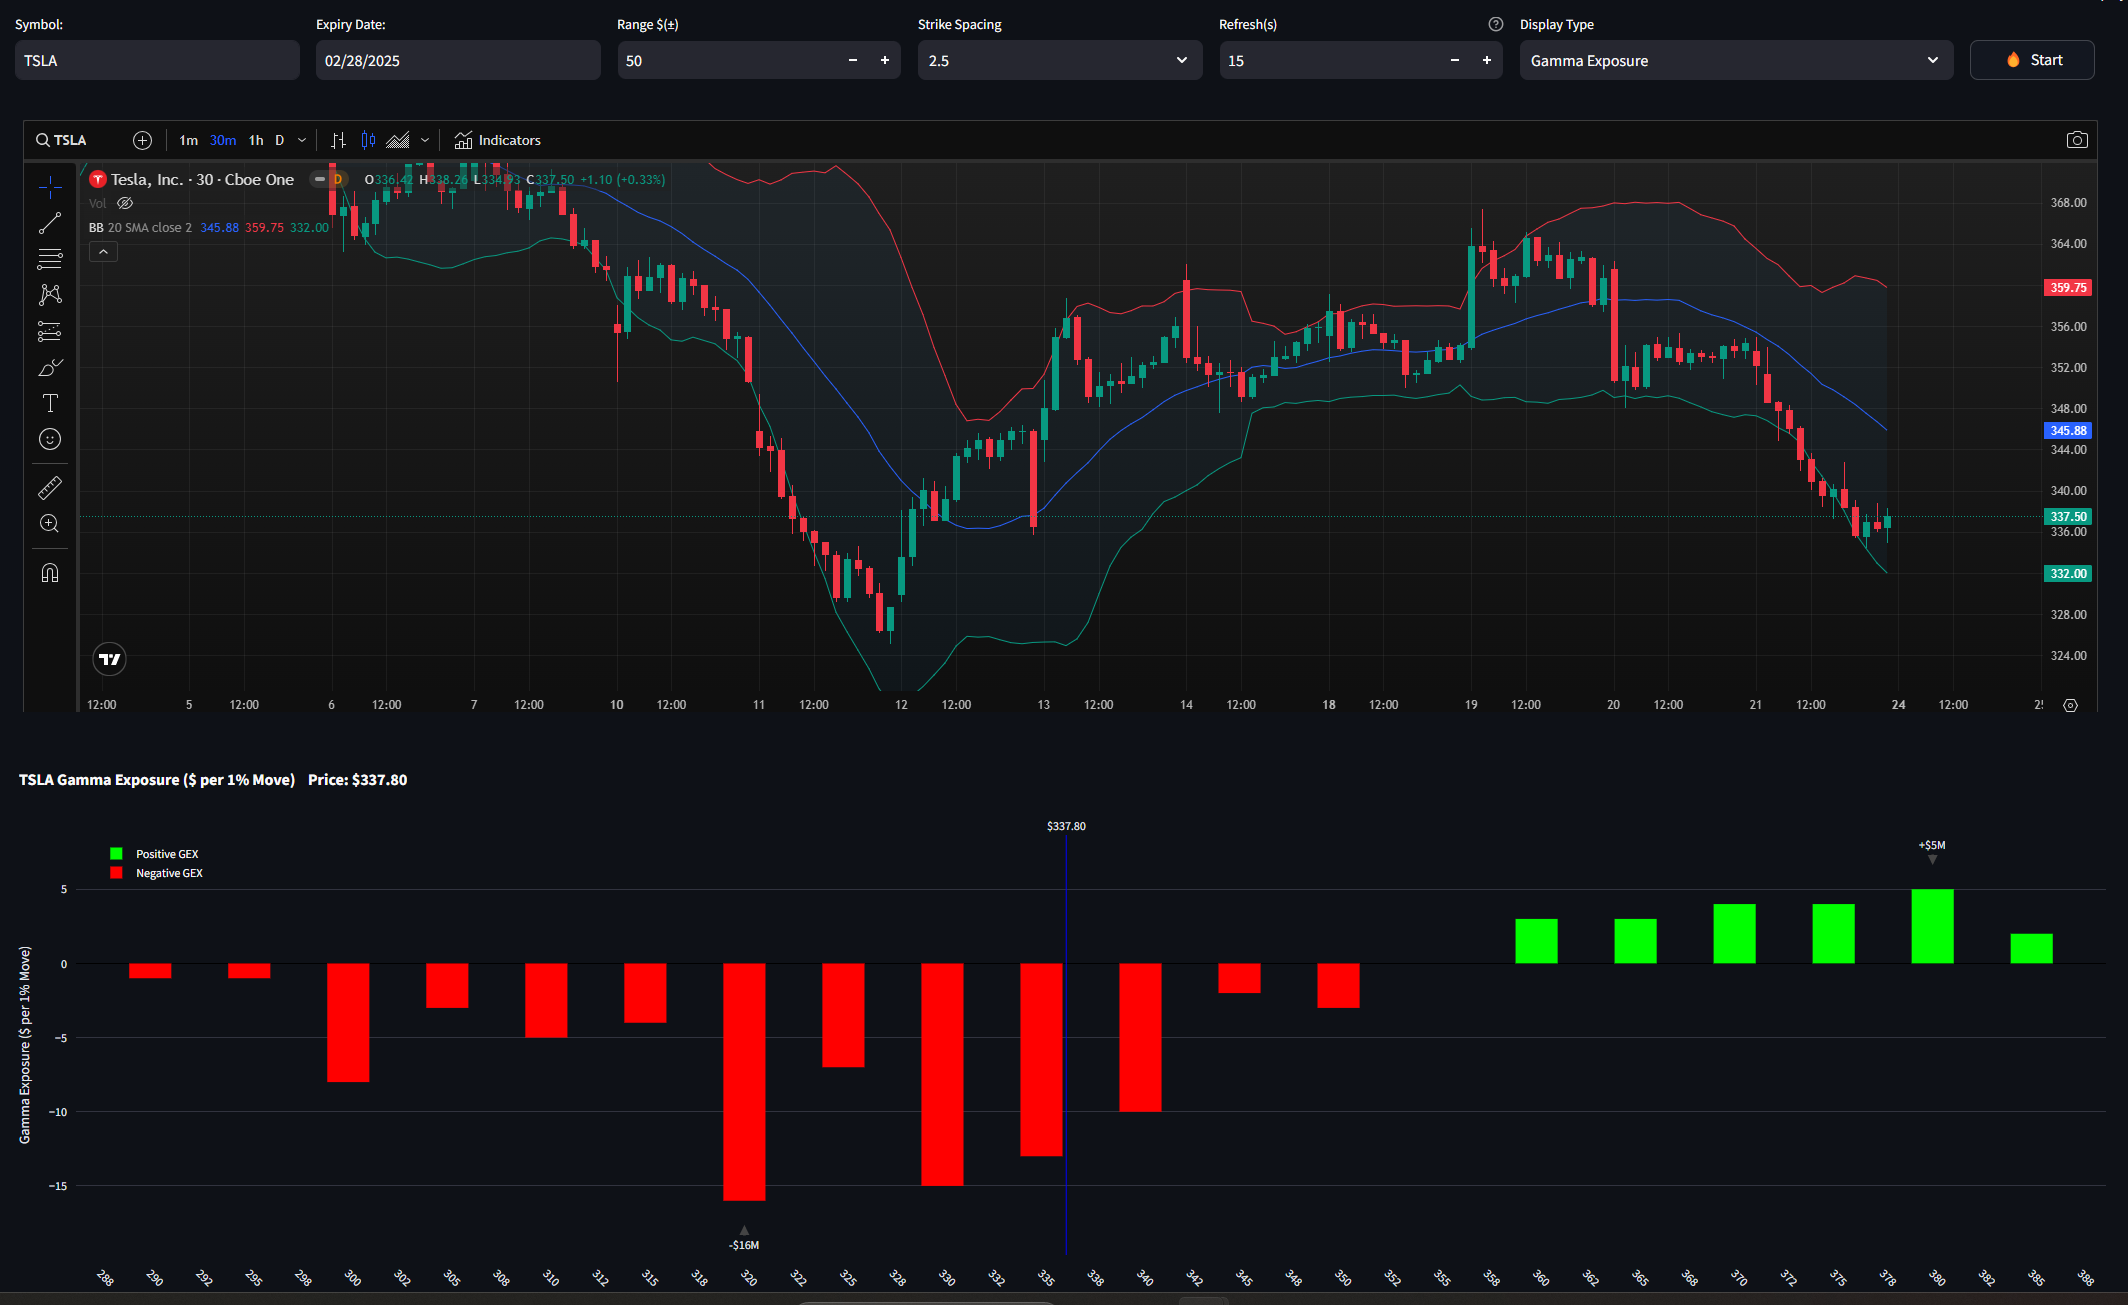 Symbol: Expiry Date: Range $(±) Strike Spacing Refresh(s) Display Type
TSLA 02/28/2025 50 − + 2.5 15 − + Gamma Exposure Start
TSLA 1m 30m 1h D Indicators
Tesla, Inc. · 30 · Cboe One D O336.42 H338.26 L334.93 C337.50 +1.10 (+0.33%)
Vol
BB 20 SMA close 2 345.88 359.75 332.00
368.00
364.00
359.75
356.00
352.00
348.00
345.88
344.00
340.00
337.50
336.00
332.00
328.00
324.00
12:00 5 12:00 6 12:00 7 12:00 10 12:00 11 12:00 12 12:00 13 12:00 14 12:00 18 12:00 19 12:00 20 12:00 21 12:00 24 12:00
TSLA Gamma Exposure ($ per 1% Move) Price: $337.80
$337.80
+$5M
Positive GEX
Negative GEX
5
0
−5
−10
−15
Gamma Exposure ($ per 1% Move)
-$16M
288 290 292 295 298 300 302 305 308 310 312 315 318 320 322 325 328 330 332 335 338 340 342 345 348 350 352 355 358 360 362 365 368 370 372 375 378 380 382 385 388